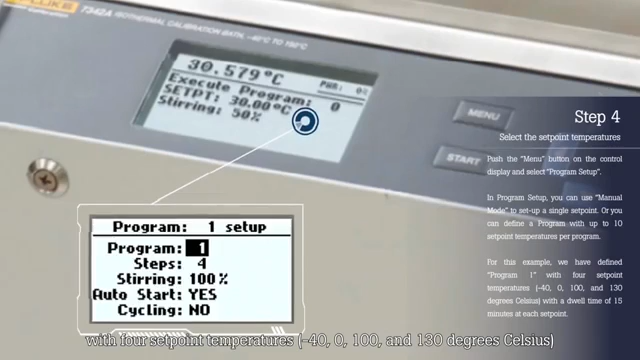 FLUKE
Calibration
7342A ISOTHERMAL CALIBRATION BATH, -40°C TO 150°C
30.579°C
PWR: 0%
Execute Program: 0
SETPT: 30.00°C
Stirring: 50%
MENU
START
Step 4
Select the setpoint temperatures
Push the "Menu" button on the control
display and select "Program Setup".
In Program Setup, you can use "Manual
Mode" to set-up a single setpoint. Or you
can define a Program with up to 10
setpoint temperatures per program.
For this example, we have defined
"Program 1" with four setpoint
temperatures (-40, 0, 100, and 130
degrees Celsius) with a dwell time of 15
minutes at each setpoint.
Program: 1 setup
Program: 1
Steps: 4
Stirring: 100%
Auto Start: YES
Cycling: NO
with four setpoint temperatures (-40, 0, 100, and 130 degrees Celsius)